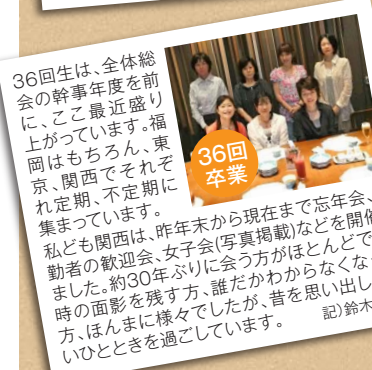 36回生は、全体総
会の幹事年度を前
に、ここ最近盛り
上がっています。福
岡はもちろん、東
京、関西でそれぞ
れ定期、不定期に
集まっています。
私ども関西は、昨年末から現在まで忘年会、
勤者の歓迎会、女子会(写真掲載)などを開催
ました。約30年ぶりに会う方がほとんどで
時の面影を残す方、誰だかわからなくな
方、ほんまに様々でしたが、昔を思い出し
いひとときを過ごしています。
記)鈴木
36回
卒業